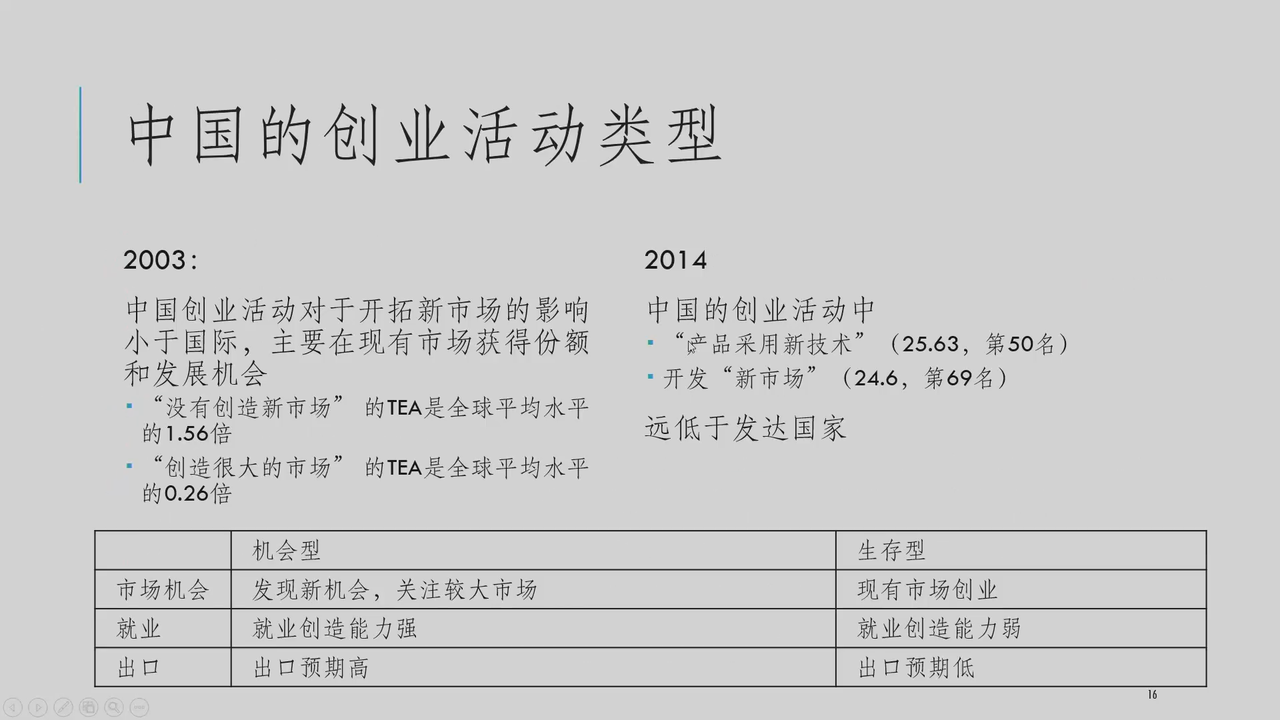 中国的创业活动类型
2003：
中国创业活动对于开拓新市场的影响
小于国际，主要在现有市场获得份额
和发展机会
“没有创造新市场” 的TEA是全球平均水平
的1.56倍
“创造很大的市场” 的TEA是全球平均水平
的0.26倍
2014
中国的创业活动中
“产品采用新技术”（25.63，第50名）
开发“新市场”（24.6，第69名）
远低于发达国家
机会型 生存型
市场机会 发现新机会，关注较大市场 现有市场创业
就业 就业创造能力强 就业创造能力弱
出口 出口预期高 出口预期低
16